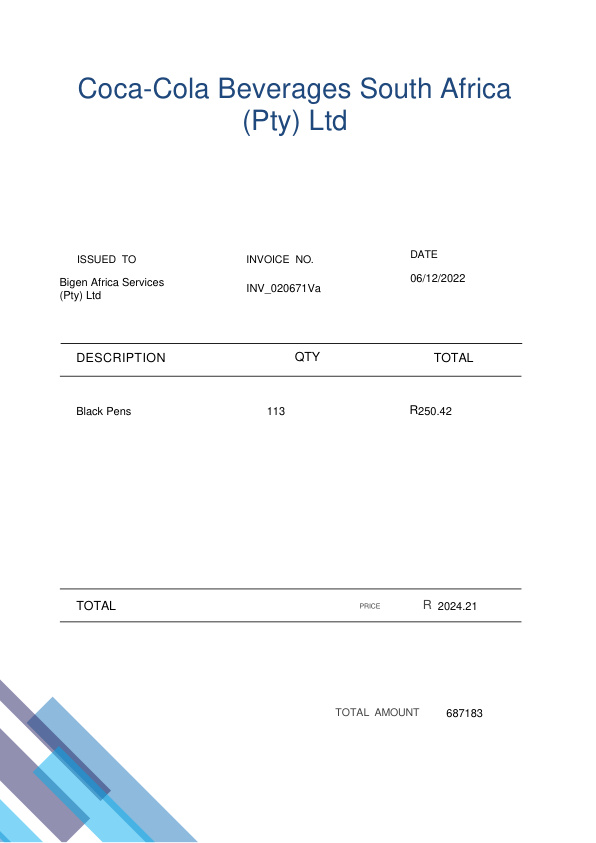 Coca-Cola Beverages South Africa
(Pty) Ltd
ISSUED TO
INVOICE NO.
DATE
Bigen Africa Services
(Pty) Ltd
INV_020671Va
06/12/2022
DESCRIPTION
QTY
TOTAL
Black Pens
113
R250.42
TOTAL
PRICE
R 2024.21
TOTAL AMOUNT
687183